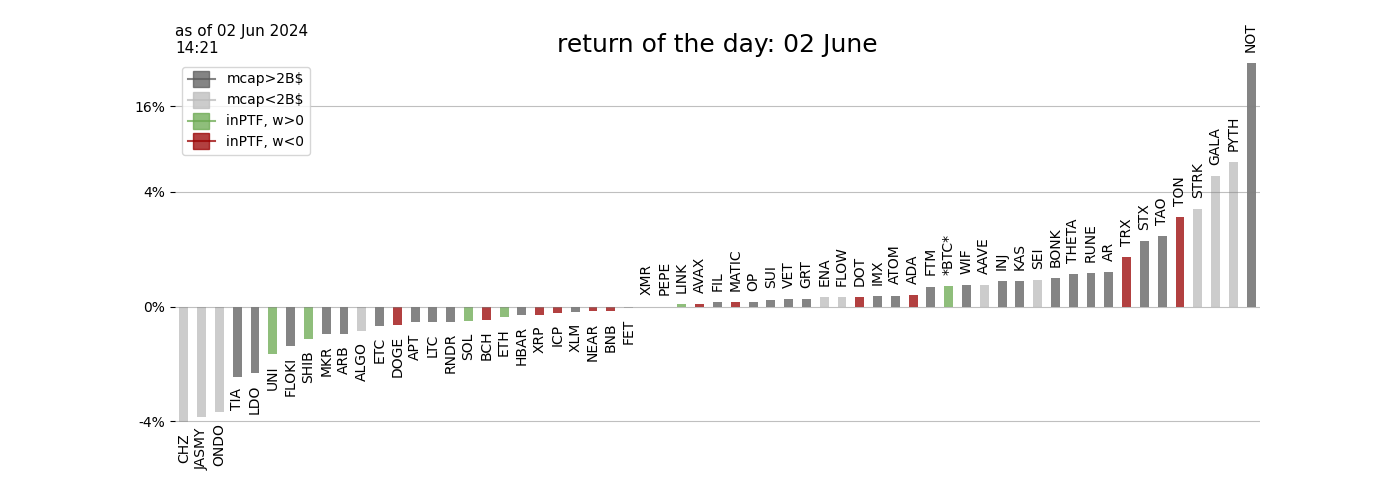 as of 02 Jun 2024
14:21
return of the day: 02 June
mcap>2B$
mcap<2B$
inPTF, w>0
inPTF, w<0
16%
4%
0%
-4%
CHZ
JASMY
ONDO
TIA
LDO
UNI
FLOKI
SHIB
MKR
ARB
ALGO
ETC
DOGE
APT
LTC
RNDR
SOL
BCH
ETH
HBAR
XRP
ICP
XLM
NEAR
BNB
FET
XMR
PEPE
LINK
AVAX
FIL
MATIC
OP
SUI
VET
GRT
ENA
FLOW
DOT
IMX
ATOM
ADA
FTM
*BTC*
WIF
AAVE
INJ
KAS
SEI
BONK
THETA
RUNE
AR
TRX
STX
TAO
TON
STRK
GALA
PYTH
NOT